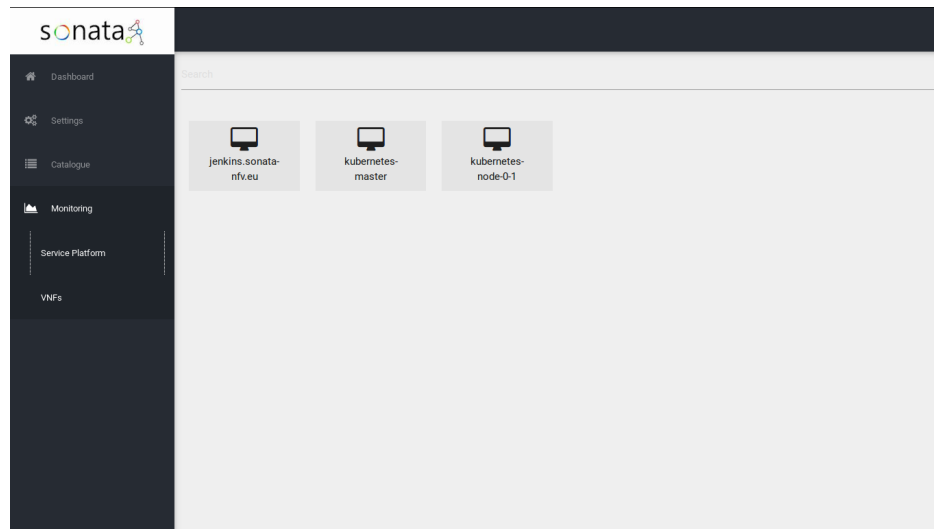 sonata
Dashboard
Search
Settings
Catalogue
Monitoring
Service Platform
VNFs
jenkins.sonata-
nfv.eu
kubernetes-
master
kubernetes-
node-0-1